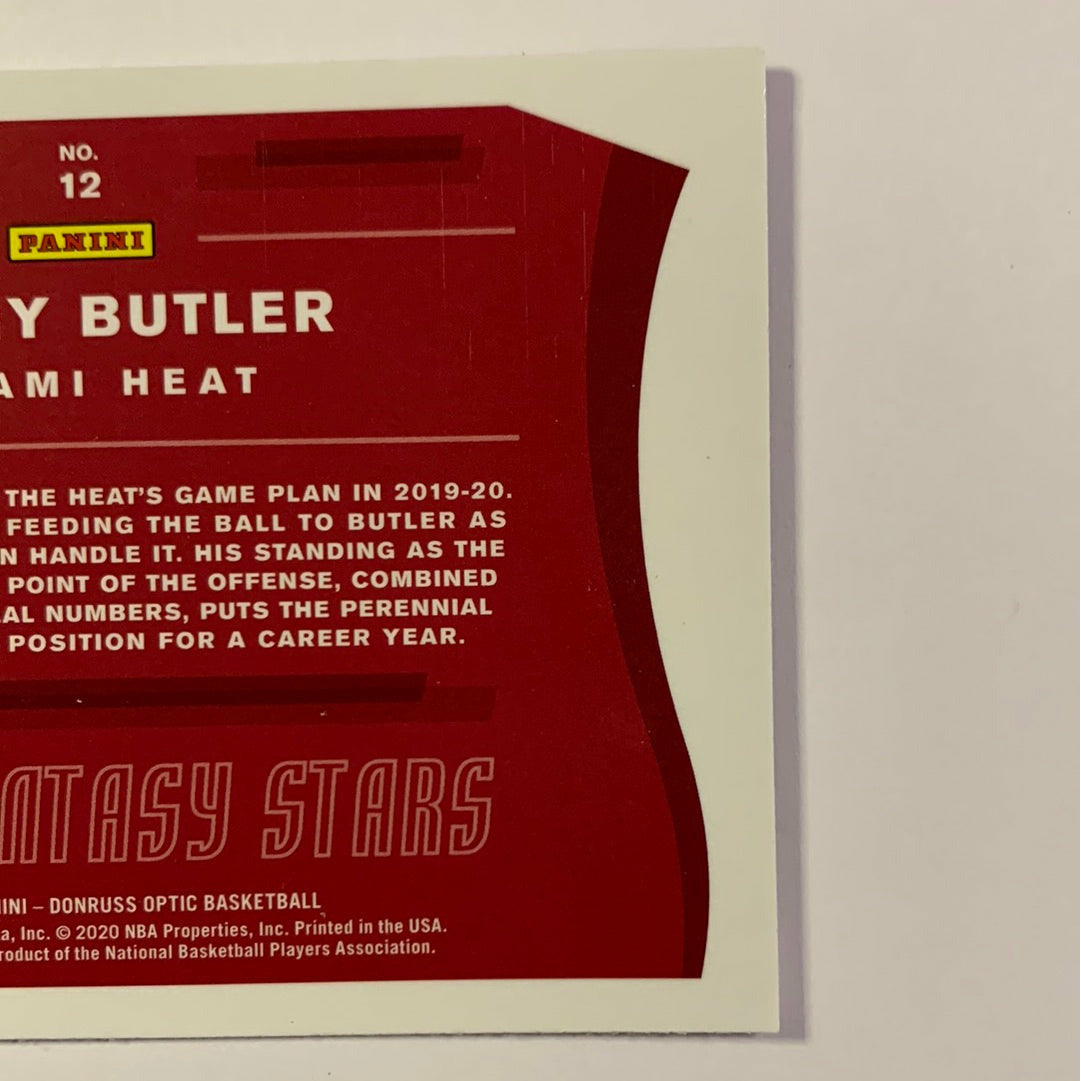 NO.
12
PANINI
Y BUTLER
AMI HEAT
THE HEAT'S GAME PLAN IN 2019-20.
FEEDING THE BALL TO BUTLER AS
N HANDLE IT. HIS STANDING AS THE
POINT OF THE OFFENSE, COMBINED
AL NUMBERS, PUTS THE PERENNIAL
POSITION FOR A CAREER YEAR.
NTASY STARS
INI – DONRUSS OPTIC BASKETBALL
a, Inc. © 2020 NBA Properties, Inc. Printed in the USA.
roduct of the National Basketball Players Association.